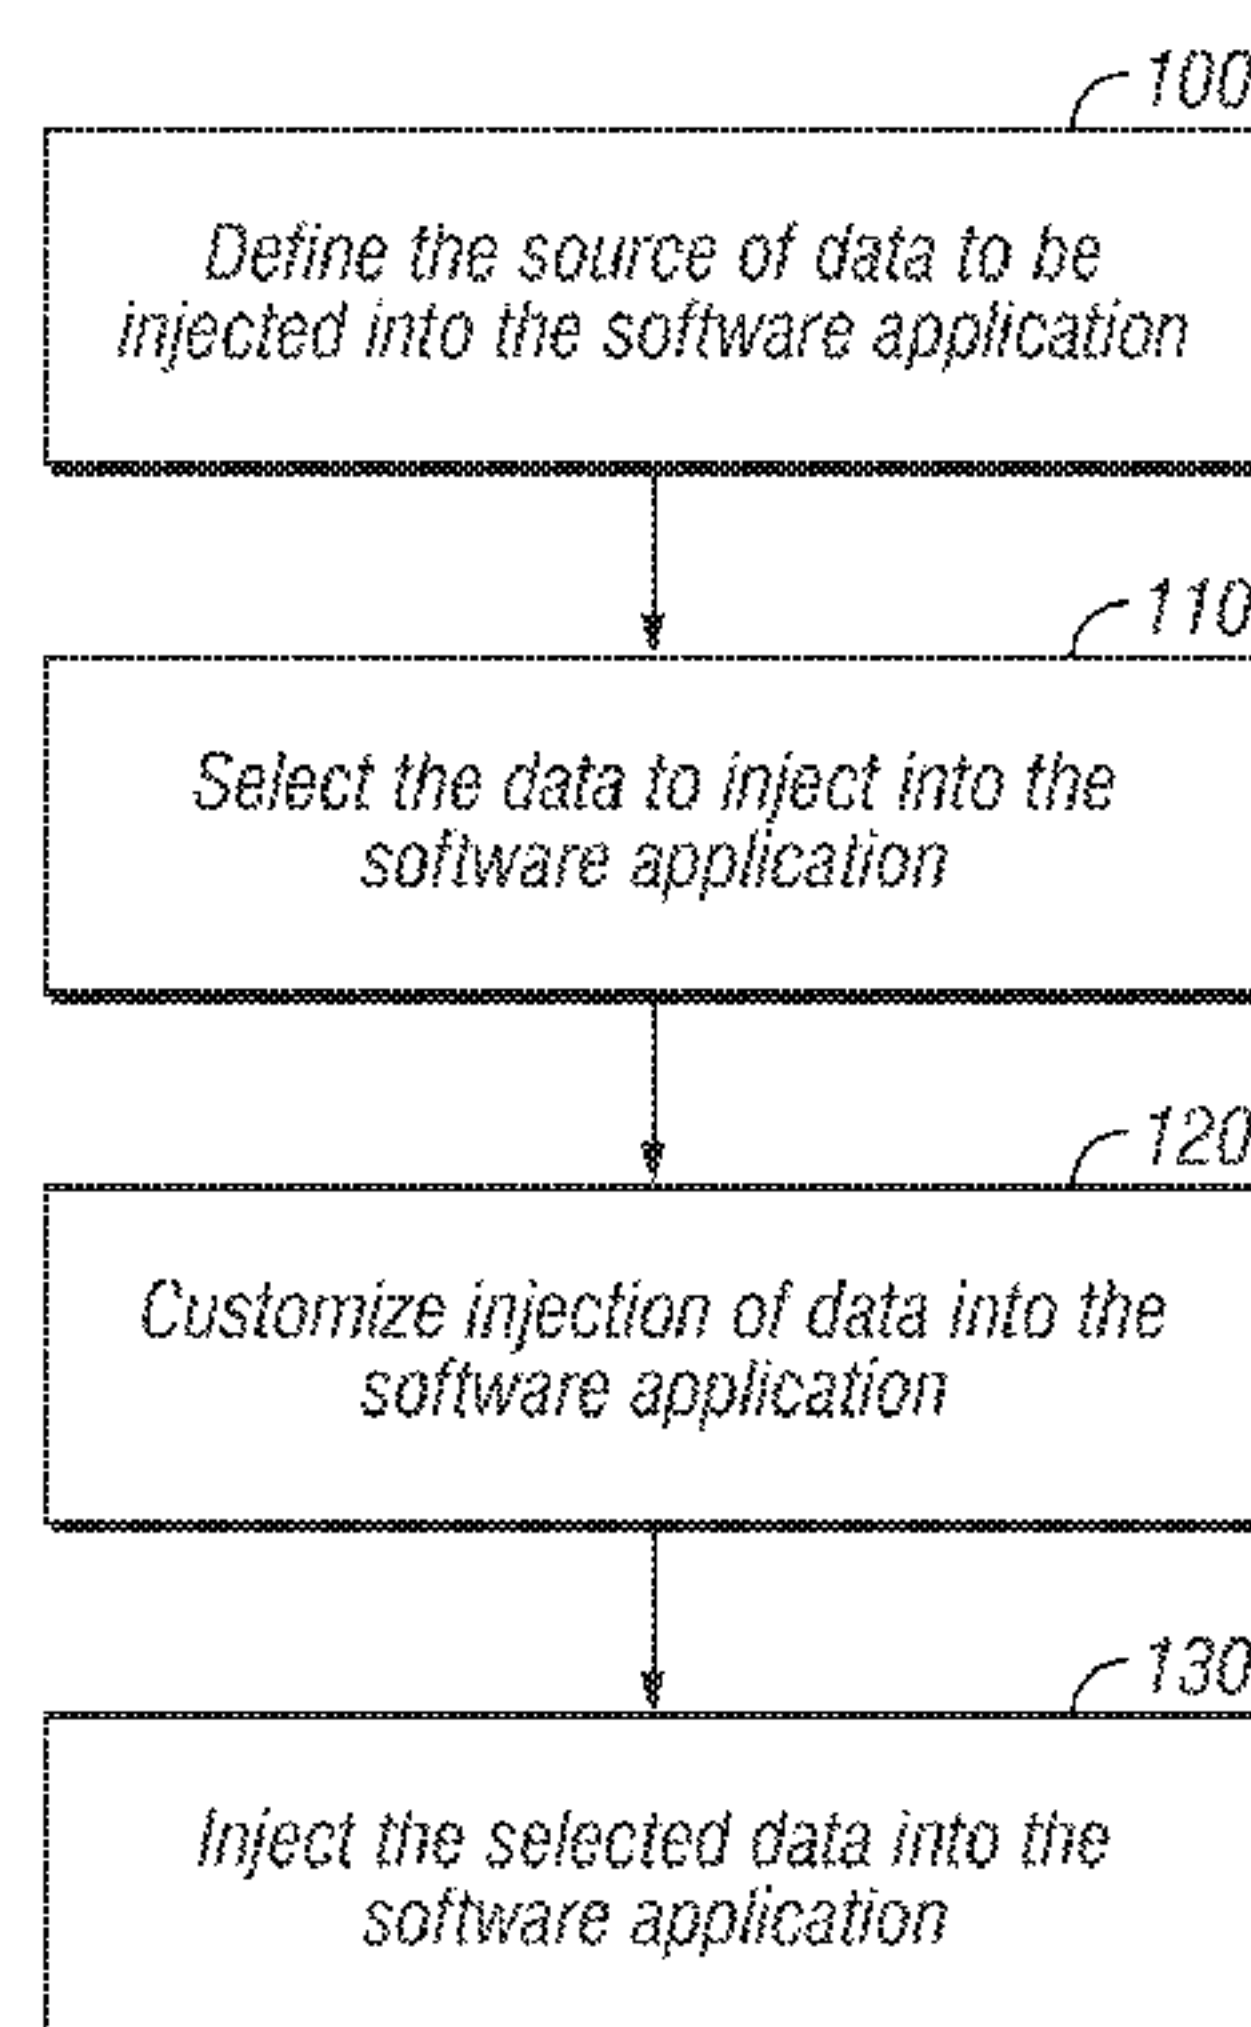 100
Define the source of data to be
injected into the software application
110
Select the data to inject into the
software application
120
Customize injection of data into the
software application
130
Inject the selected data into the
software application